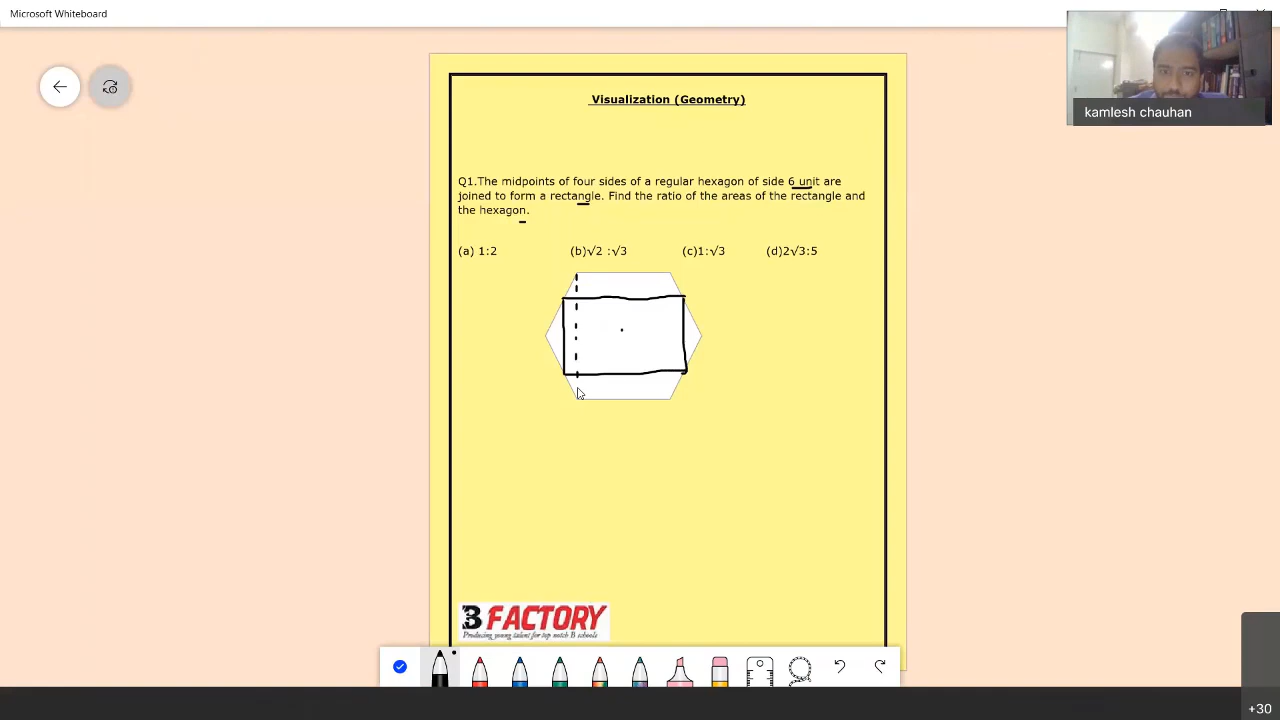 Microsoft Whiteboard
kamlesh chauhan
Visualization (Geometry)
Q1.The midpoints of four sides of a regular hexagon of side 6 unit are
joined to form a rectangle. Find the ratio of the areas of the rectangle and
the hexagon.
(a) 1:2 (b)√2 :√3 (c)1:√3 (d)2√3:5
B FACTORY
Producing young talent for top notch B schools
+30